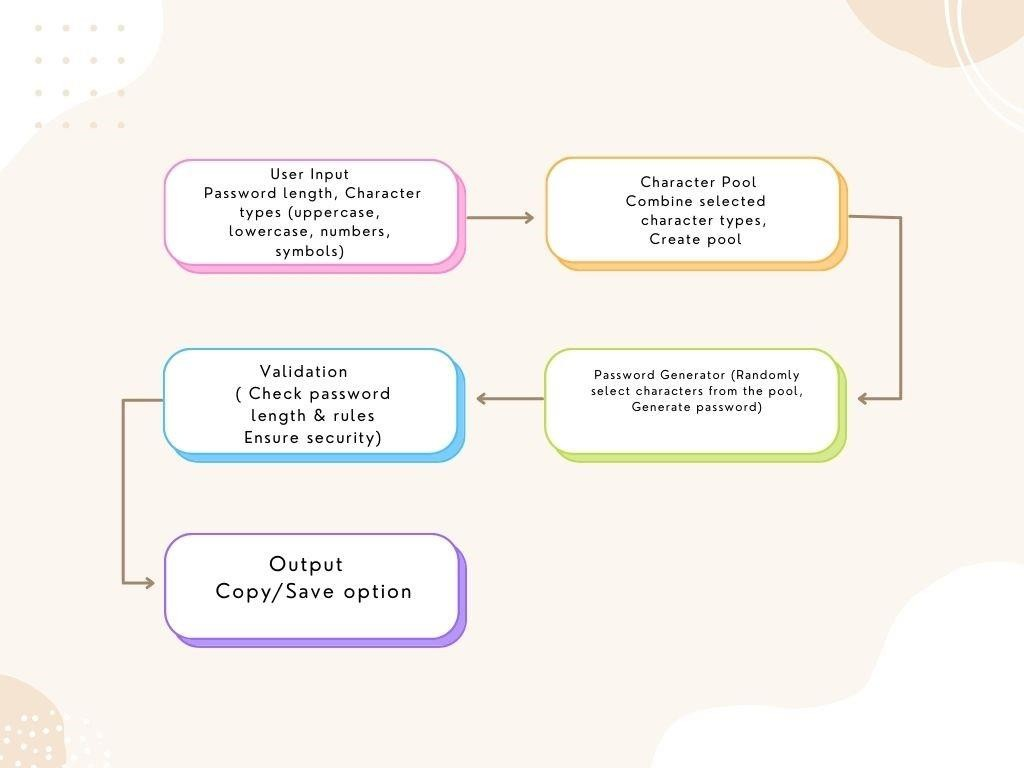 User Input
Password length, Character
types (uppercase,
lowercase, numbers,
symbols)
Character Pool
Combine selected
character types,
Create pool
Password Generator (Randomly
select characters from the pool,
Generate password)
Validation
( Check password
length & rules
Ensure security)
Output
Copy/Save option